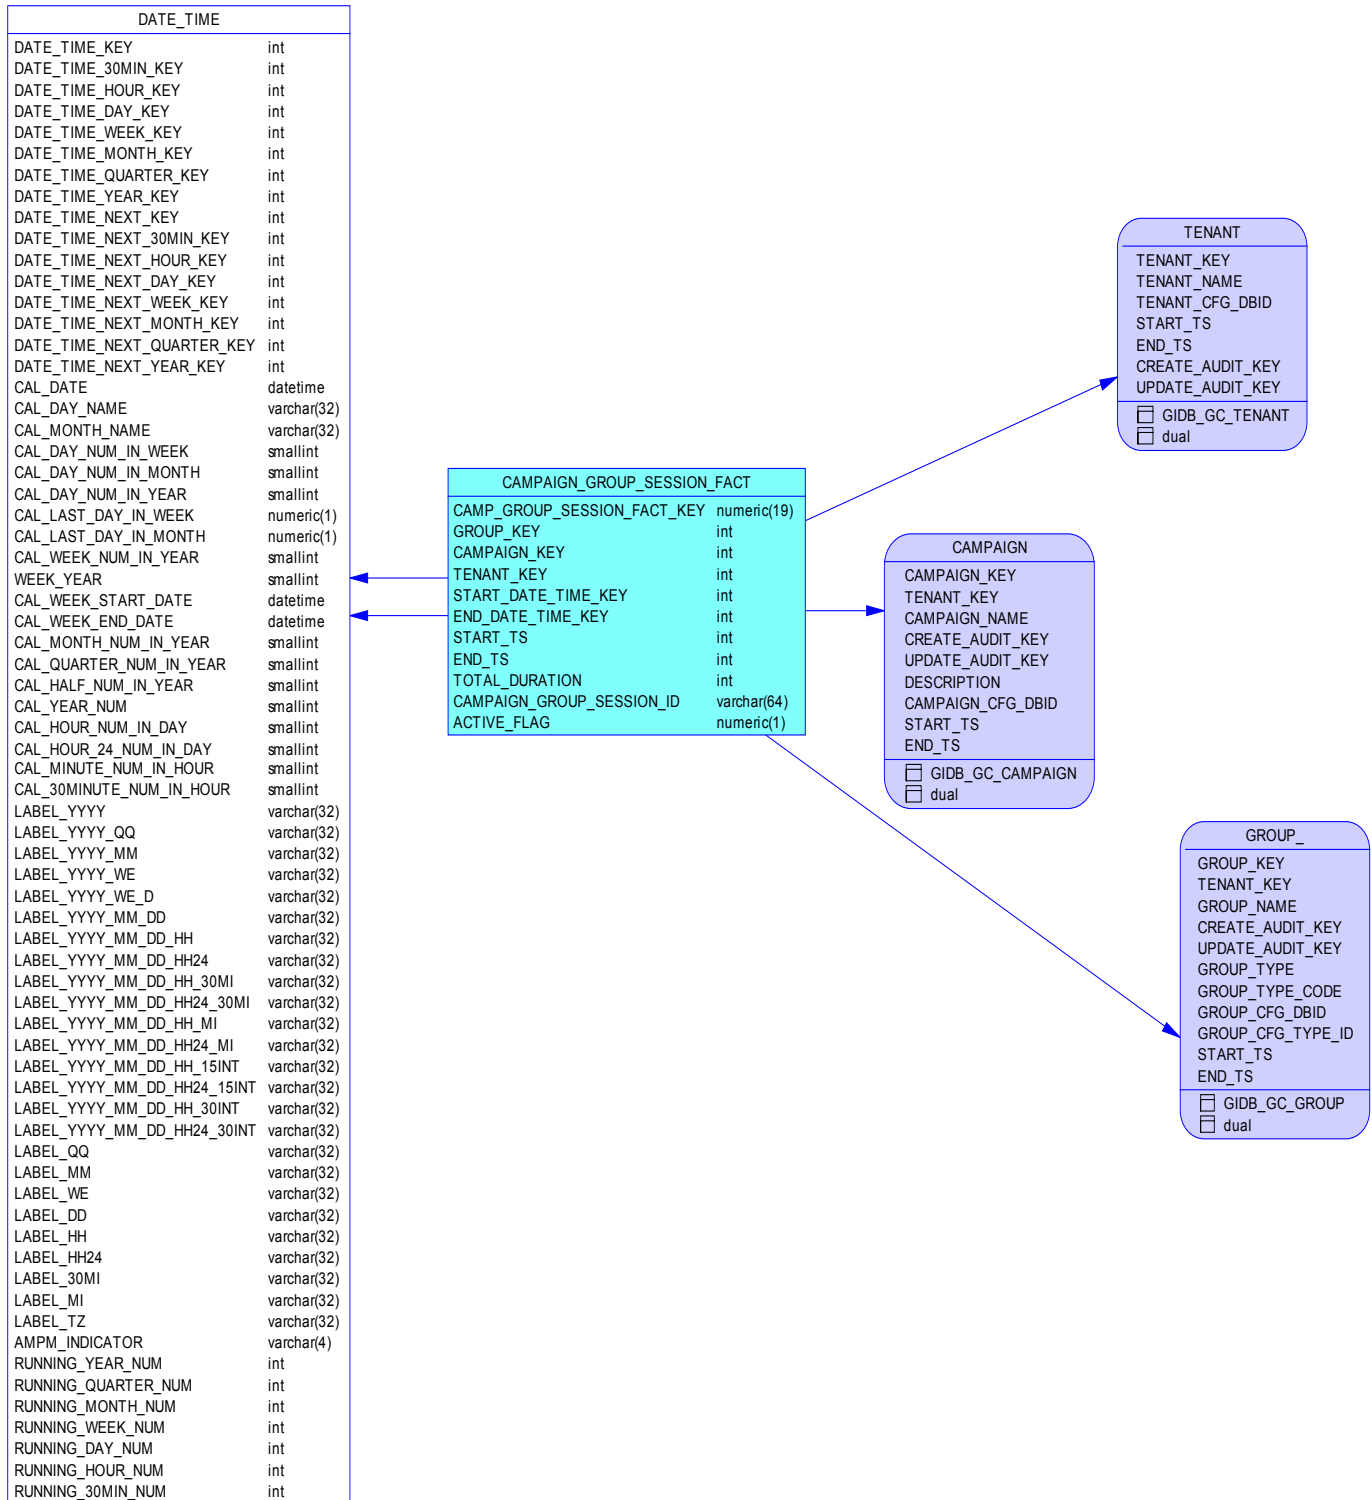 DATE_TIME
DATE_TIME_KEY int
DATE_TIME_30MIN_KEY int
DATE_TIME_HOUR_KEY int
DATE_TIME_DAY_KEY int
DATE_TIME_WEEK_KEY int
DATE_TIME_MONTH_KEY int
DATE_TIME_QUARTER_KEY int
DATE_TIME_YEAR_KEY int
DATE_TIME_NEXT_KEY int
DATE_TIME_NEXT_30MIN_KEY int
DATE_TIME_NEXT_HOUR_KEY int
DATE_TIME_NEXT_DAY_KEY int
DATE_TIME_NEXT_WEEK_KEY int
DATE_TIME_NEXT_MONTH_KEY int
DATE_TIME_NEXT_QUARTER_KEY int
DATE_TIME_NEXT_YEAR_KEY int
CAL_DATE datetime
CAL_DAY_NAME varchar(32)
CAL_MONTH_NAME varchar(32)
CAL_DAY_NUM_IN_WEEK smallint
CAL_DAY_NUM_IN_MONTH smallint
CAL_DAY_NUM_IN_YEAR smallint
CAL_LAST_DAY_IN_WEEK numeric(1)
CAL_LAST_DAY_IN_MONTH numeric(1)
CAL_WEEK_NUM_IN_YEAR smallint
WEEK_YEAR smallint
CAL_WEEK_START_DATE datetime
CAL_WEEK_END_DATE datetime
CAL_MONTH_NUM_IN_YEAR smallint
CAL_QUARTER_NUM_IN_YEAR smallint
CAL_HALF_NUM_IN_YEAR smallint
CAL_YEAR_NUM smallint
CAL_HOUR_NUM_IN_DAY smallint
CAL_HOUR_24_NUM_IN_DAY smallint
CAL_MINUTE_NUM_IN_HOUR smallint
CAL_30MINUTE_NUM_IN_HOUR smallint
LABEL_YYYY varchar(32)
LABEL_YYYY_QQ varchar(32)
LABEL_YYYY_MM varchar(32)
LABEL_YYYY_WE varchar(32)
LABEL_YYYY_WE_D varchar(32)
LABEL_YYYY_MM_DD varchar(32)
LABEL_YYYY_MM_DD_HH varchar(32)
LABEL_YYYY_MM_DD_HH24 varchar(32)
LABEL_YYYY_MM_DD_HH_30MI varchar(32)
LABEL_YYYY_MM_DD_HH24_30MI varchar(32)
LABEL_YYYY_MM_DD_HH_MI varchar(32)
LABEL_YYYY_MM_DD_HH24_MI varchar(32)
LABEL_YYYY_MM_DD_HH_15INT varchar(32)
LABEL_YYYY_MM_DD_HH24_15INT varchar(32)
LABEL_YYYY_MM_DD_HH_30INT varchar(32)
LABEL_YYYY_MM_DD_HH24_30INT varchar(32)
LABEL_QQ varchar(32)
LABEL_MM varchar(32)
LABEL_WE varchar(32)
LABEL_DD varchar(32)
LABEL_HH varchar(32)
LABEL_HH24 varchar(32)
LABEL_30MI varchar(32)
LABEL_MI varchar(32)
LABEL_TZ varchar(32)
AMPM_INDICATOR varchar(4)
RUNNING_YEAR_NUM int
RUNNING_QUARTER_NUM int
RUNNING_MONTH_NUM int
RUNNING_WEEK_NUM int
RUNNING_DAY_NUM int
RUNNING_HOUR_NUM int
RUNNING_30MIN_NUM int
CAMPAIGN_GROUP_SESSION_FACT
CAMP_GROUP_SESSION_FACT_KEY numeric(19)
GROUP_KEY int
CAMPAIGN_KEY int
TENANT_KEY int
START_DATE_TIME_KEY int
END_DATE_TIME_KEY int
START_TS int
END_TS int
TOTAL_DURATION int
CAMPAIGN_GROUP_SESSION_ID varchar(64)
ACTIVE_FLAG numeric(1)
TENANT
TENANT_KEY
TENANT_NAME
TENANT_CFG_DBID
START_TS
END_TS
CREATE_AUDIT_KEY
UPDATE_AUDIT_KEY
GIDB_GC_TENANT
dual
CAMPAIGN
CAMPAIGN_KEY
TENANT_KEY
CAMPAIGN_NAME
CREATE_AUDIT_KEY
UPDATE_AUDIT_KEY
DESCRIPTION
CAMPAIGN_CFG_DBID
START_TS
END_TS
GIDB_GC_CAMPAIGN
dual
GROUP_
GROUP_KEY
TENANT_KEY
GROUP_NAME
CREATE_AUDIT_KEY
UPDATE_AUDIT_KEY
GROUP_TYPE
GROUP_TYPE_CODE
GROUP_CFG_DBID
GROUP_CFG_TYPE_ID
START_TS
END_TS
GIDB_GC_GROUP
dual